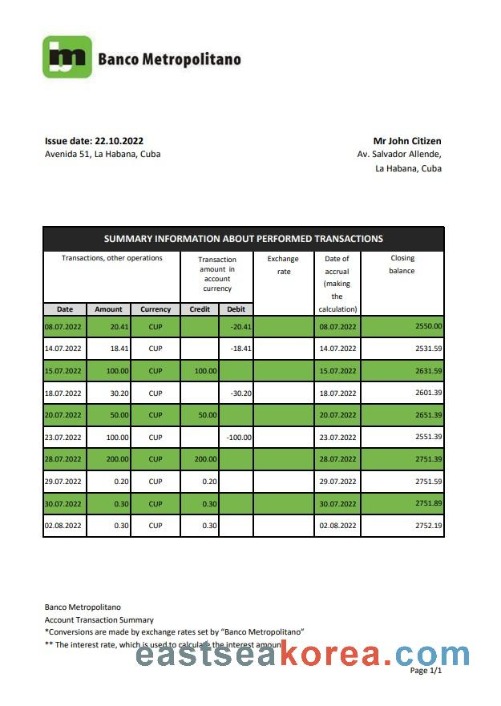 bm Banco Metropolitano
Issue date: 22.10.2022 Mr John Citizen
Avenida 51, La Habana, Cuba Av. Salvador Allende,
La Habana, Cuba
SUMMARY INFORMATION ABOUT PERFORMED TRANSACTIONS
Transactions, other operations Transaction amount in account currency Exchange rate Date of accrual (making the calculation) Closing balance
Date Amount Currency Credit Debit
08.07.2022 20.41 CUP -20.41 08.07.2022 2550.00
14.07.2022 18.41 CUP -18.41 14.07.2022 2531.59
15.07.2022 100.00 CUP 100.00 15.07.2022 2631.59
18.07.2022 30.20 CUP -30.20 18.07.2022 2601.39
20.07.2022 50.00 CUP 50.00 20.07.2022 2651.39
23.07.2022 100.00 CUP -100.00 23.07.2022 2551.39
28.07.2022 200.00 CUP 200.00 28.07.2022 2751.39
29.07.2022 0.20 CUP 0.20 29.07.2022 2751.59
30.07.2022 0.30 CUP 0.30 30.07.2022 2751.89
02.08.2022 0.30 CUP 0.30 02.08.2022 2752.19
Banco Metropolitano
Account Transaction Summary
*Conversions are made by exchange rates set by "Banco Metropolitano"
** The interest rate, which is used to calculate the interest amount
eastseakorea.com
Page 1/1